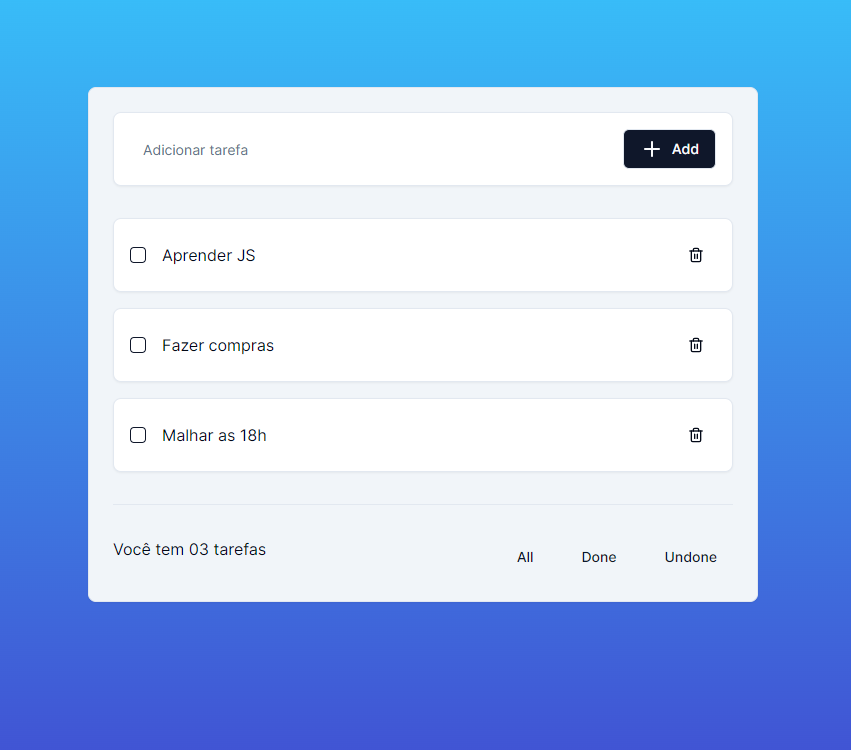 Adicionar tarefa
Add
Aprender JS
Fazer compras
Malhar as 18h
Você tem 03 tarefas
All Done Undone